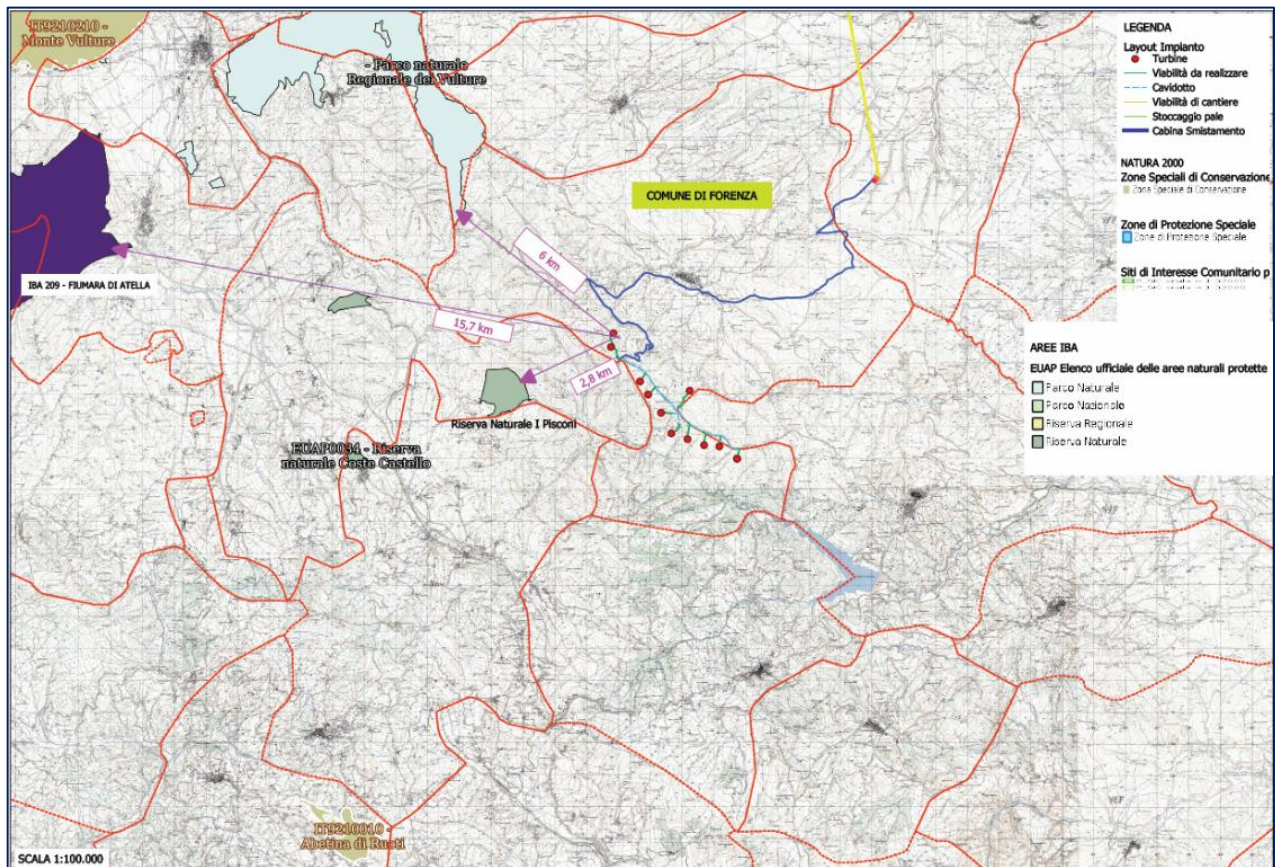 IT9210210 -
Monte Vulture
- Parco naturale
Regionale del Vulture
COMUNE DI FORENZA
6 km
IBA 209 - FIUMARA DI ATELLA
15,7 km
2,8 km
Riserva Naturale I Pisconi
EUAP0034 - Riserva
naturale Coste Castello
IT9210010 -
Abetina di Ruoti
SCALA 1:100.000
LEGENDA
Layout Impianto
Turbine
Viabilità da realizzare
Cavidotto
Viabilità di cantiere
Stoccaggio pale
Cabina Smistamento
NATURA 2000
Zone Speciali di Conservazione
Zone Speciale di Conservazione
Zone di Protezione Speciale
Zone di Protezione Speciale
Siti di Interesse Comunitario p
AREE IBA
EUAP Elenco ufficiale delle aree naturali protette
Parco Naturale
Parco Nazionale
Riserva Regionale
Riserva Naturale